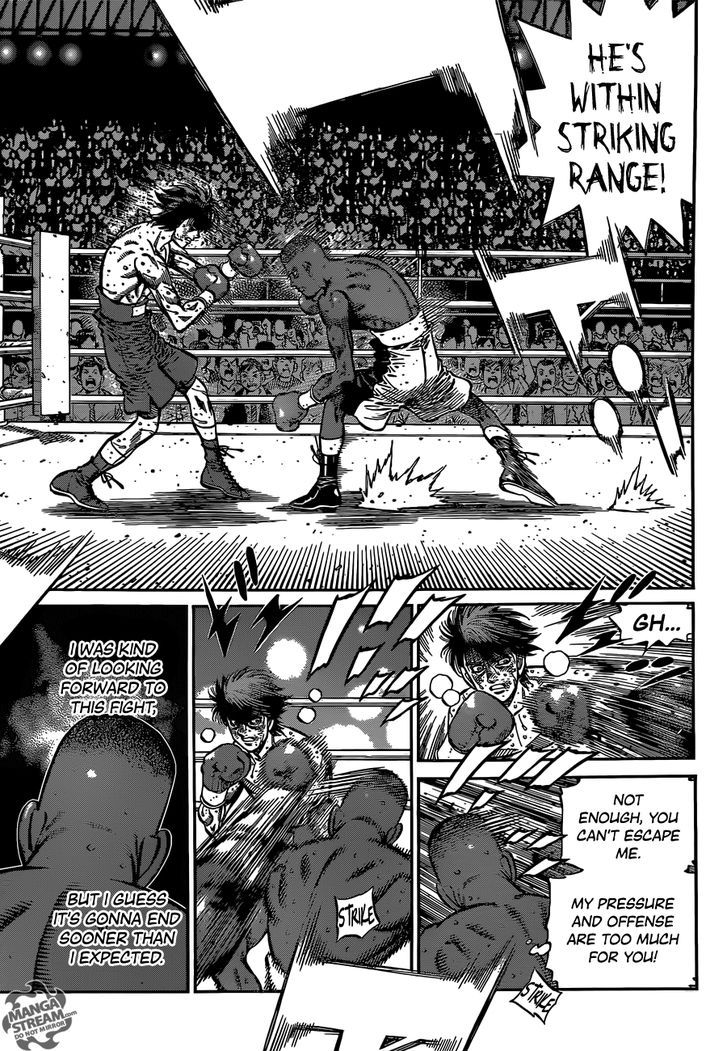 HE'S
WITHIN
STRIKING
RANGE!
GH...
NOT
ENOUGH, YOU
CAN'T ESCAPE
ME.
MY PRESSURE
AND OFFENSE
ARE TOO MUCH
FOR YOU!
STRIKE
STRIKE
I WAS KIND
OF LOOKING
FORWARD TO
THIS FIGHT,
BUT I GUESS
IT'S GONNA END
SOONER THAN
I EXPECTED.
MANGA
STREAM.COM
DO NOT MIRROR